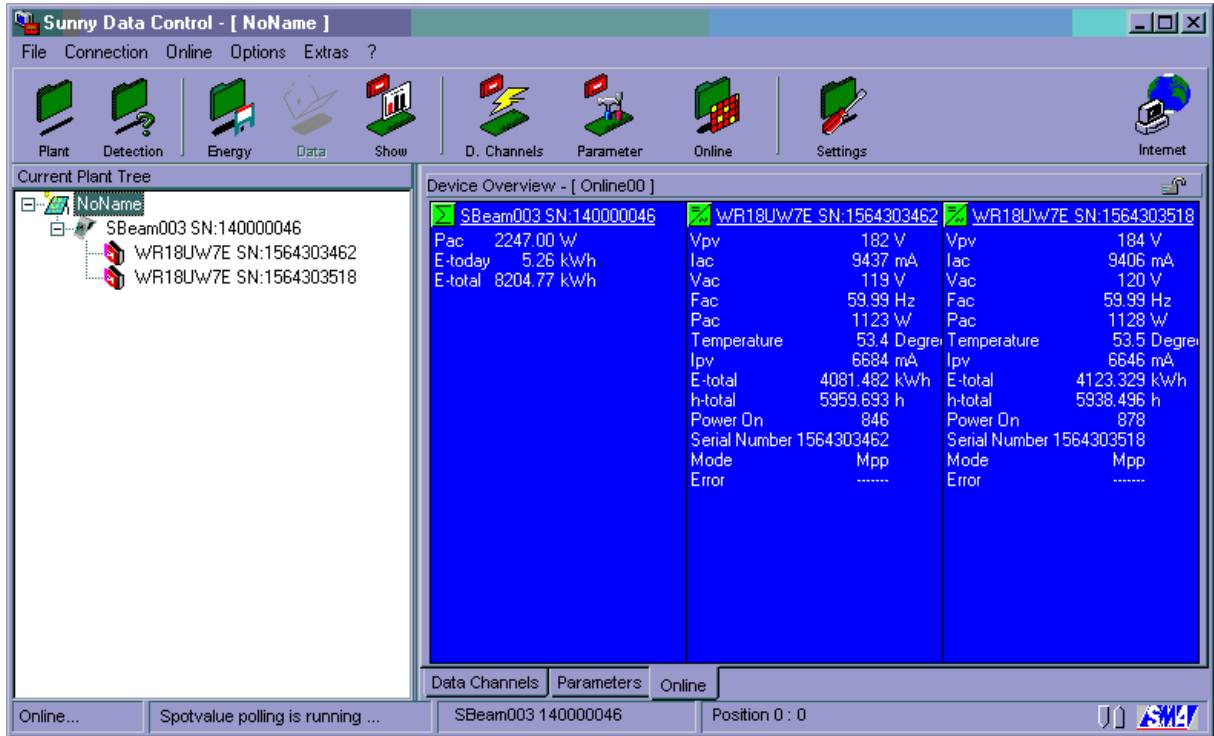 Sunny Data Control - [ NoName ]
File Connection Online Options Extras ?
Plant Detection Energy Data Show D. Channels Parameter Online Settings Internet
Current Plant Tree
NoName
SBeam003 SN:140000046
WR18UW7E SN:1564303462
WR18UW7E SN:1564303518
Device Overview - [ Online00 ]
SBeam003 SN:140000046
Pac 2247.00 W
E-today 5.26 kWh
E-total 8204.77 kWh
WR18UW7E SN:1564303462
Vpv 182 V
Iac 9437 mA
Vac 119 V
Fac 59.99 Hz
Pac 1123 W
Temperature 53.4 Degre
Ipv 6684 mA
E-total 4081.482 kWh
h-total 5959.693 h
Power On 846
Serial Number 1564303462
Mode Mpp
Error -------
WR18UW7E SN:1564303518
Vpv 184 V
Iac 9406 mA
Vac 120 V
Fac 59.99 Hz
Pac 1128 W
Temperature 53.5 Degre
Ipv 6646 mA
E-total 4123.329 kWh
h-total 5938.496 h
Power On 878
Serial Number 1564303518
Mode Mpp
Error -------
Data Channels Parameters Online
Online... Spotvalue polling is running ... SBeam003 140000046 Position 0 : 0 SMA